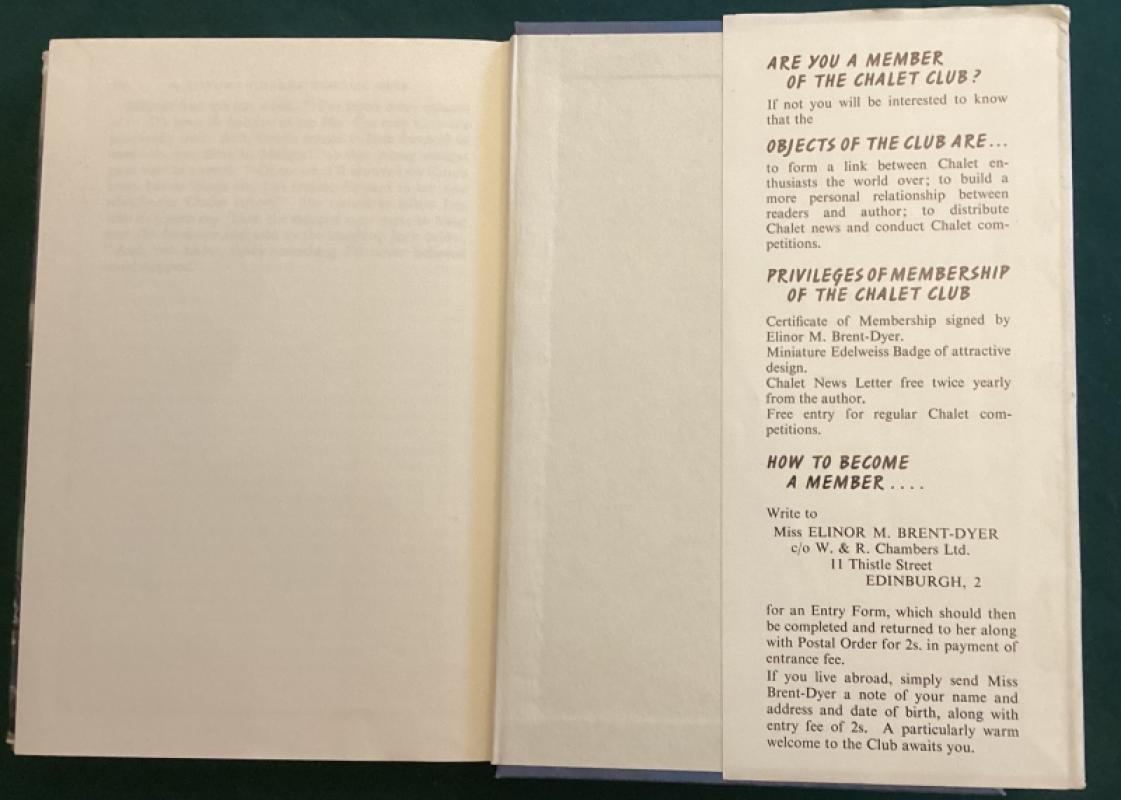 ARE YOU A MEMBER
OF THE CHALET CLUB?
If not you will be interested to know
that the
OBJECTS OF THE CLUB ARE...
to form a link between Chalet en-
thusiasts the world over; to build a
more personal relationship between
readers and author; to distribute
Chalet news and conduct Chalet com-
petitions.
PRIVILEGES OF MEMBERSHIP
OF THE CHALET CLUB
Certificate of Membership signed by
Elinor M. Brent-Dyer.
Miniature Edelweiss Badge of attractive
design.
Chalet News Letter free twice yearly
from the author.
Free entry for regular Chalet com-
petitions.
HOW TO BECOME
A MEMBER....
Write to
Miss ELINOR M. BRENT-DYER
c/o W. & R. Chambers Ltd.
11 Thistle Street
EDINBURGH, 2
for an Entry Form, which should then
be completed and returned to her along
with Postal Order for 2s. in payment of
entrance fee.
If you live abroad, simply send Miss
Brent-Dyer a note of your name and
address and date of birth, along with
entry fee of 2s. A particularly warm
welcome to the Club awaits you.